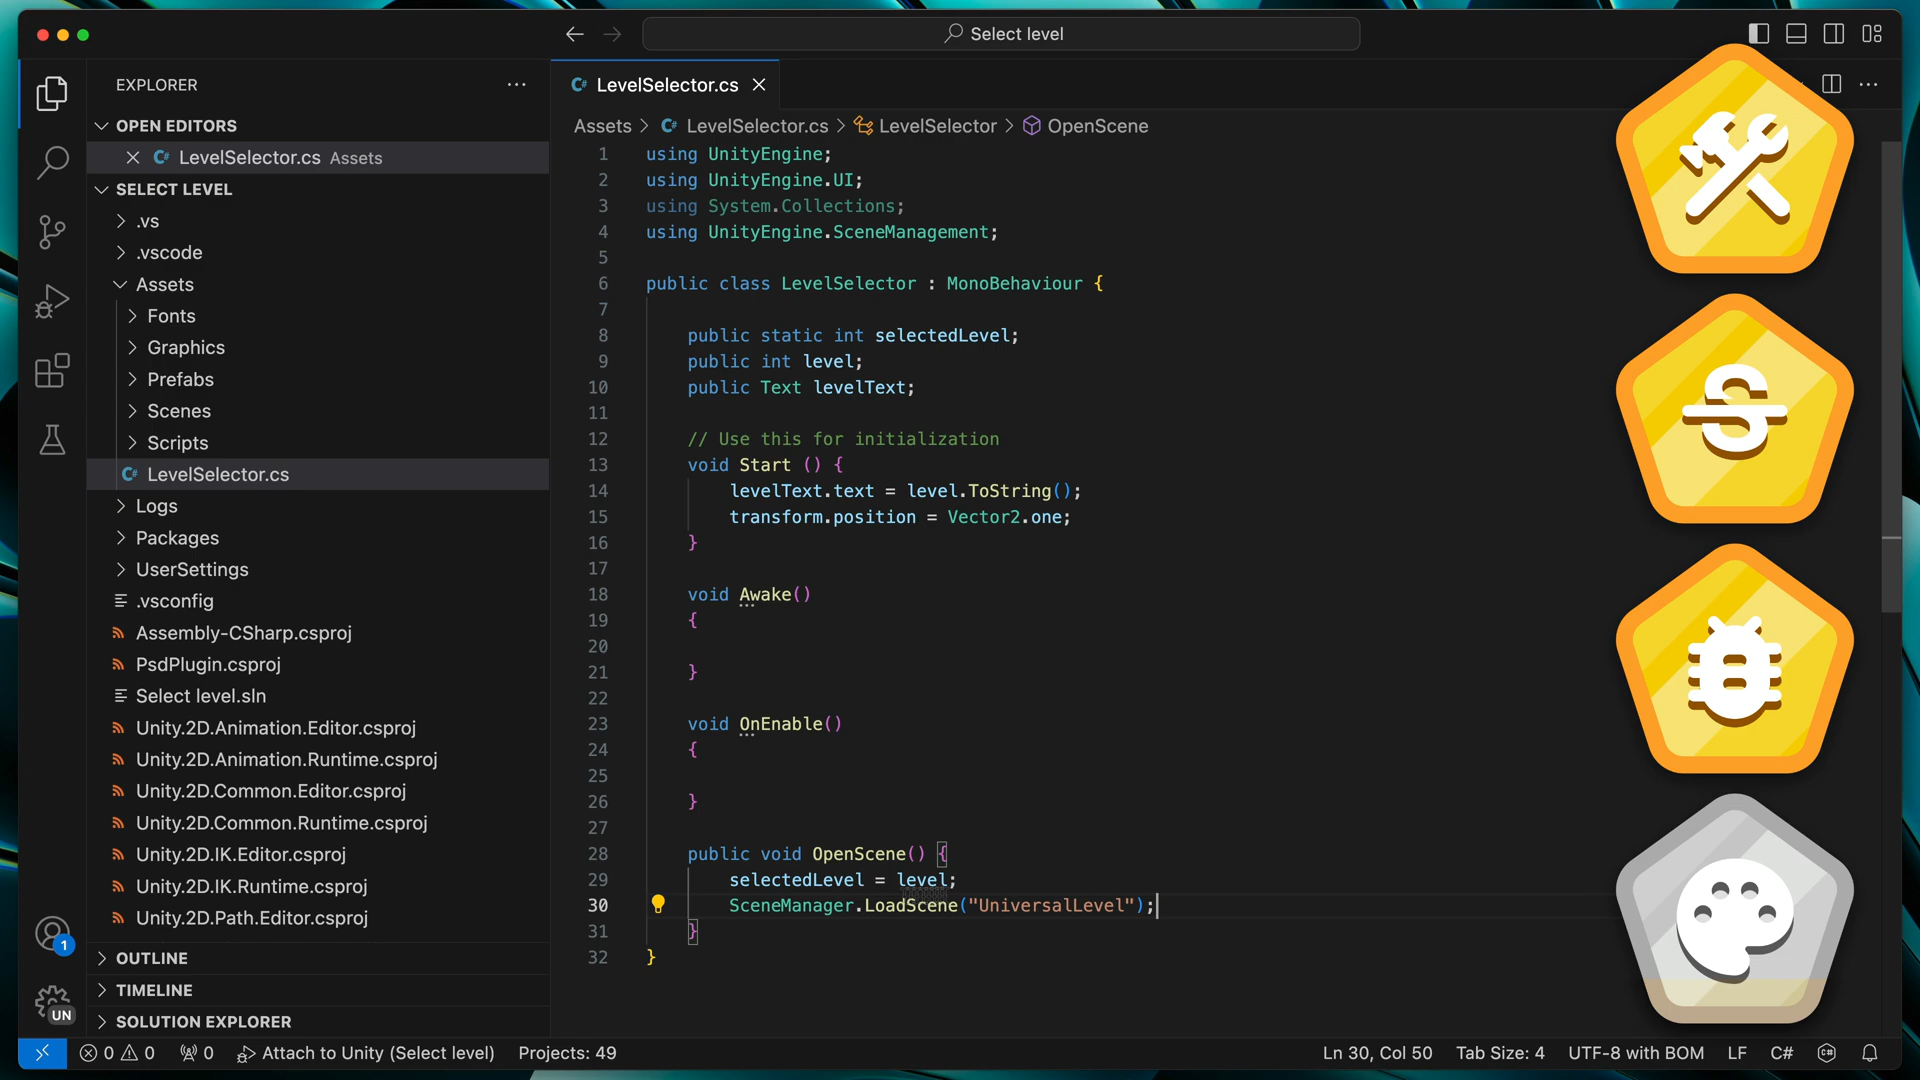 Select level
EXPLORER
LevelSelector.cs
OPEN EDITORS
Assets > LevelSelector.cs > LevelSelector > OpenScene
LevelSelector.cs Assets
SELECT LEVEL
.vs
.vscode
Assets
Fonts
Graphics
Prefabs
Scenes
Scripts
LevelSelector.cs
Logs
Packages
UserSettings
.vsconfig
Assembly-CSharp.csproj
PsdPlugin.csproj
Select level.sln
Unity.2D.Animation.Editor.csproj
Unity.2D.Animation.Runtime.csproj
Unity.2D.Common.Editor.csproj
Unity.2D.Common.Runtime.csproj
Unity.2D.IK.Editor.csproj
Unity.2D.IK.Runtime.csproj
Unity.2D.Path.Editor.csproj
OUTLINE
TIMELINE
SOLUTION EXPLORER
1
UN
1 using UnityEngine;
2 using UnityEngine.UI;
3 using System.Collections;
4 using UnityEngine.SceneManagement;
5
6 public class LevelSelector : MonoBehaviour {
7
8 public static int selectedLevel;
9 public int level;
10 public Text levelText;
11
12 // Use this for initialization
13 void Start () {
14 levelText.text = level.ToString();
15 transform.position = Vector2.one;
16 }
17
18 void Awake()
19 {
20
21 }
22
23 void OnEnable()
24 {
25
26 }
27
28 public void OpenScene() {
29 selectedLevel = level;
30 SceneManager.LoadScene("UniversalLevel");
31 }
32 }
S
0 0 0 Attach to Unity (Select level) Projects: 49 Ln 30, Col 50 Tab Size: 4 UTF-8 with BOM LF C#